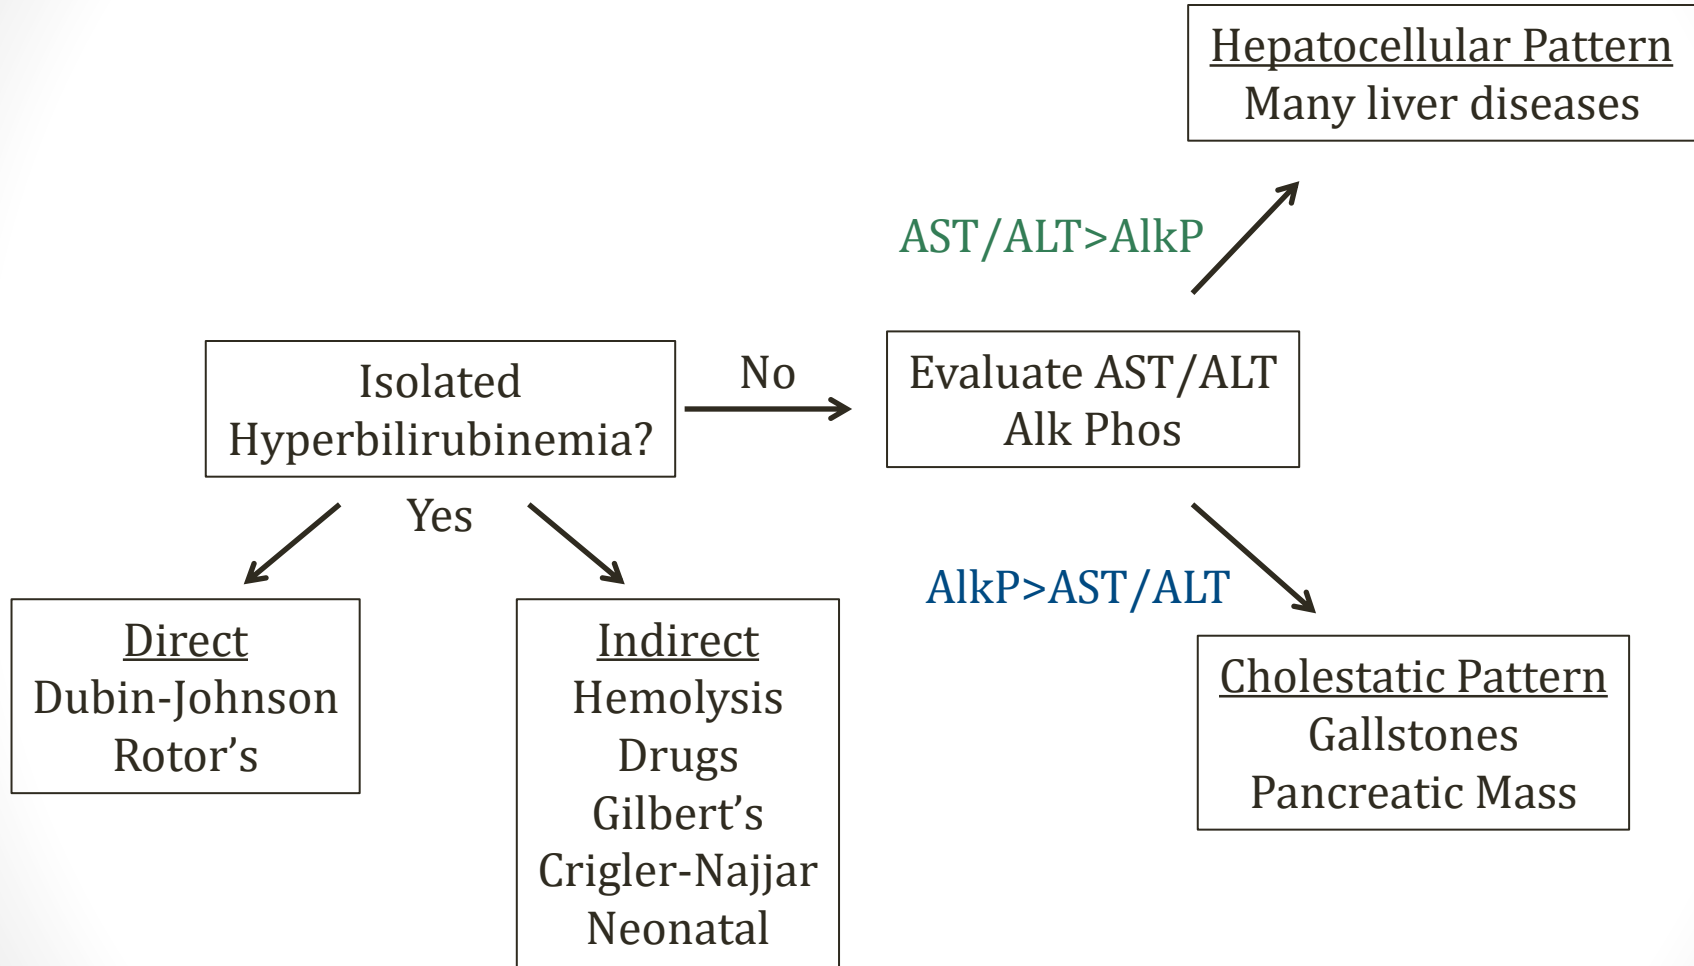 Hepatocellular Pattern
Many liver diseases
AST/ALT>AlkP
Isolated
Hyperbilirubinemia?
No
Evaluate AST/ALT
Alk Phos
Yes
AlkP>AST/ALT
Direct
Dubin-Johnson
Rotor’s
Indirect
Hemolysis
Drugs
Gilbert’s
Crigler-Najjar
Neonatal
Cholestatic Pattern
Gallstones
Pancreatic Mass